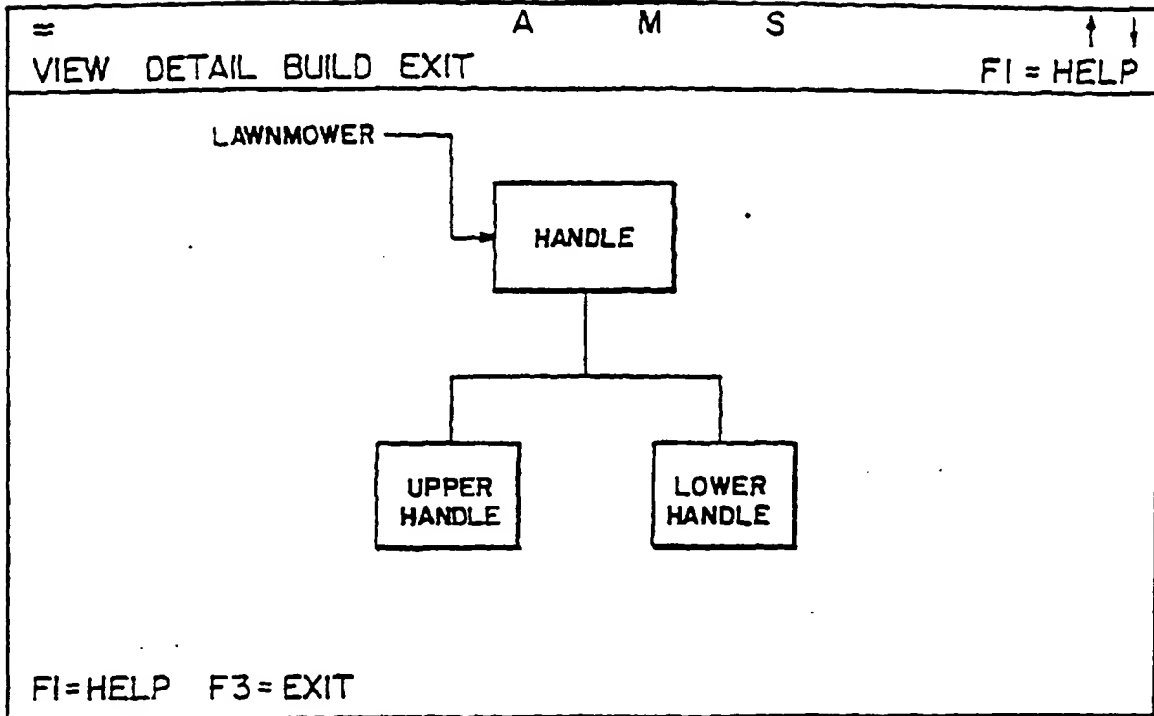 ≈ A M S ↑ ↓
VIEW DETAIL BUILD EXIT F1 = HELP
LAWNMOWER
HANDLE
UPPER
HANDLE
LOWER
HANDLE
F1=HELP F3=EXIT